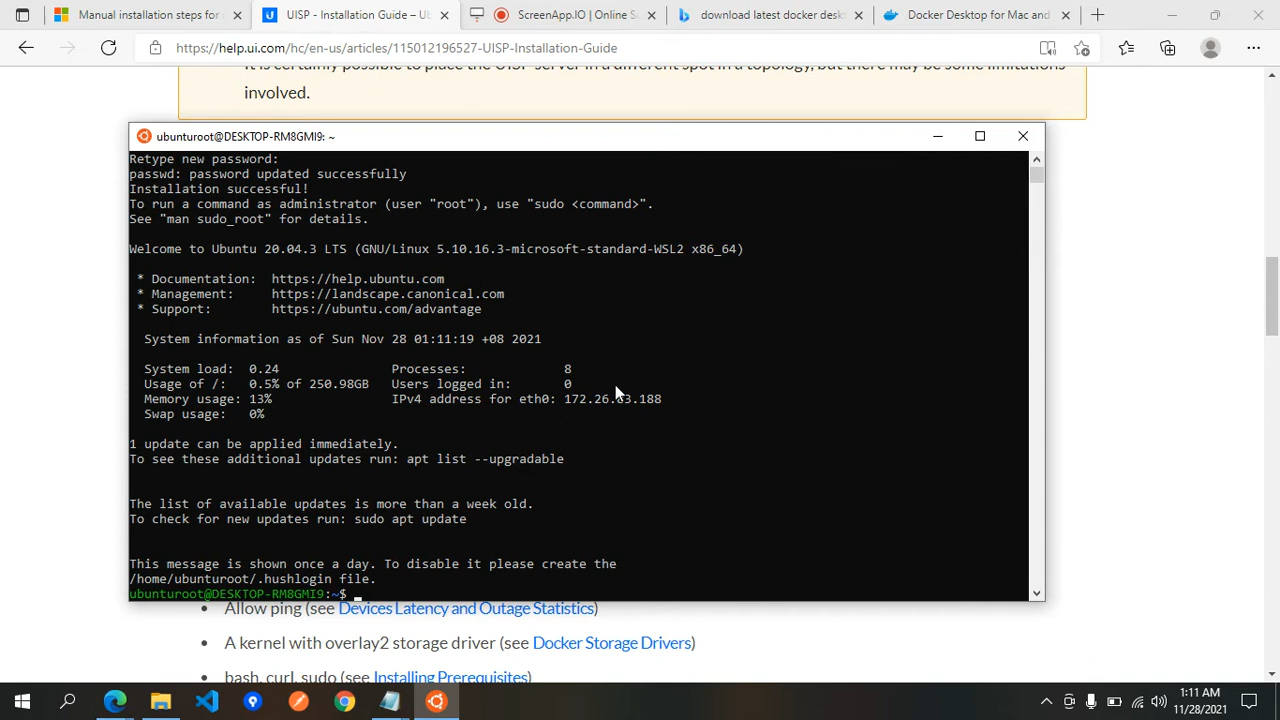 Manual installation steps for
UISP - Installation Guide – Ub
ScreenApp.IO | Online S
download latest docker desk
Docker Desktop for Mac and
https://help.ui.com/hc/en-us/articles/115012196527-UISP-Installation-Guide
It is certainly possible to place the UISP server in a different spot in a topology, but there may be some limitations
involved.
ubunturoot@DESKTOP-RM8GMI9: ~
Retype new password:
passwd: password updated successfully
Installation successful!
To run a command as administrator (user "root"), use "sudo <command>".
See "man sudo_root" for details.
Welcome to Ubuntu 20.04.3 LTS (GNU/Linux 5.10.16.3-microsoft-standard-WSL2 x86_64)
* Documentation: https://help.ubuntu.com
* Management: https://landscape.canonical.com
* Support: https://ubuntu.com/advantage
System information as of Sun Nov 28 01:11:19 +08 2021
System load: 0.24 Processes: 8
Usage of /: 0.5% of 250.98GB Users logged in: 0
Memory usage: 13% IPv4 address for eth0:
Swap usage: 0%
1 update can be applied immediately.
To see these additional updates run: apt list --upgradable
The list of available updates is more than a week old.
To check for new updates run: sudo apt update
This message is shown once a day. To disable it please create the
/home/ubunturoot/.hushlogin file.
ubunturoot@DESKTOP-RM8GMI9:~$
• Allow ping (see Devices Latency and Outage Statistics)
• A kernel with overlay2 storage driver (see Docker Storage Drivers)
• bash, curl, sudo (see Installing Prerequisites)
1:11 AM
11/28/2021